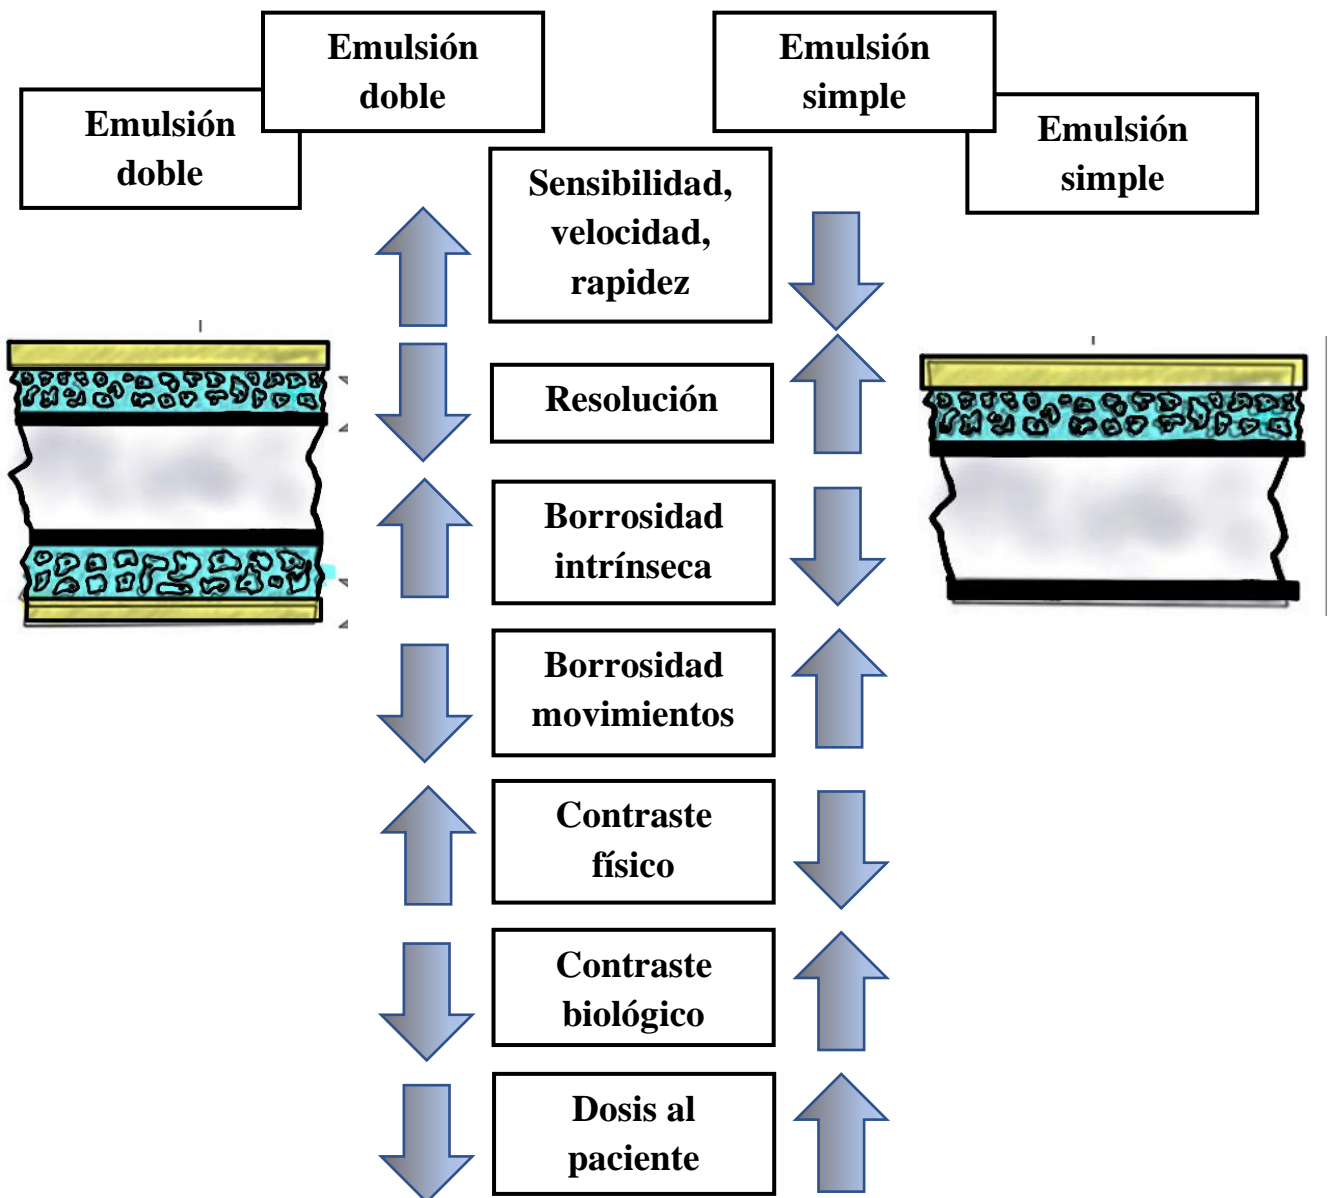 Emulsión
doble
Emulsión
simple
Emulsión
doble
Emulsión
simple
Sensibilidad,
velocidad,
rapidez
Resolución
Borrosidad
intrínseca
Borrosidad
movimientos
Contraste
físico
Contraste
biológico
Dosis al
paciente